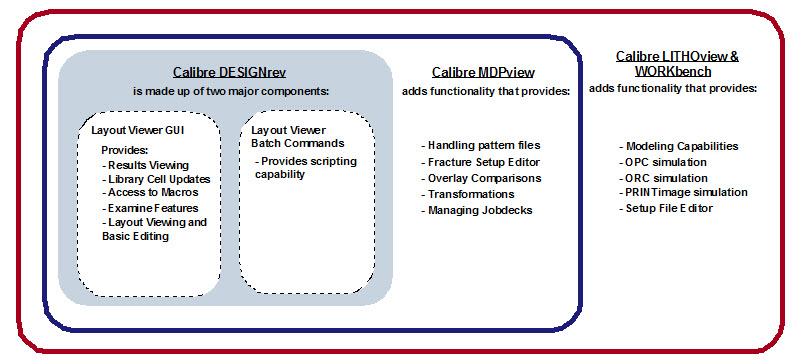 Calibre DESIGNrev
is made up of two major components:
Layout Viewer GUI
Provides:
- Results Viewing
- Library Cell Updates
- Access to Macros
- Examine Features
- Layout Viewing and
Basic Editing
Layout Viewer
Batch Commands
- Provides scripting
capability
Calibre MDPview
adds functionality that provides:
- Handling pattern files
- Fracture Setup Editor
- Overlay Comparisons
- Transformations
- Managing Jobdecks
Calibre LITHOview &
WORKbench
adds functionality that provides:
- Modeling Capabilities
- OPC simulation
- ORC simulation
- PRINTimage simulation
- Setup File Editor